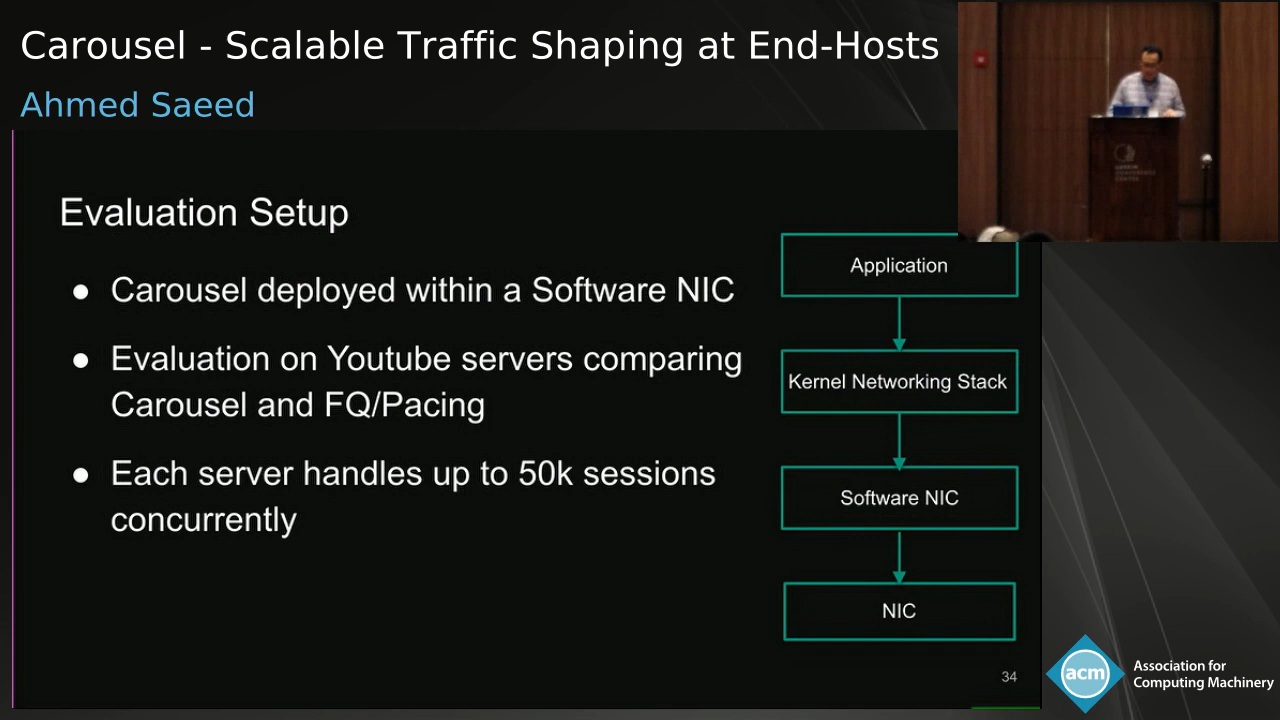 Carousel - Scalable Traffic Shaping at End-Hosts
Ahmed Saeed
Evaluation Setup
● Carousel deployed within a Software NIC
● Evaluation on Youtube servers comparing
Carousel and FQ/Pacing
● Each server handles up to 50k sessions
concurrently
Application
Kernel Networking Stack
Software NIC
NIC
34
acm
Association for
Computing Machinery